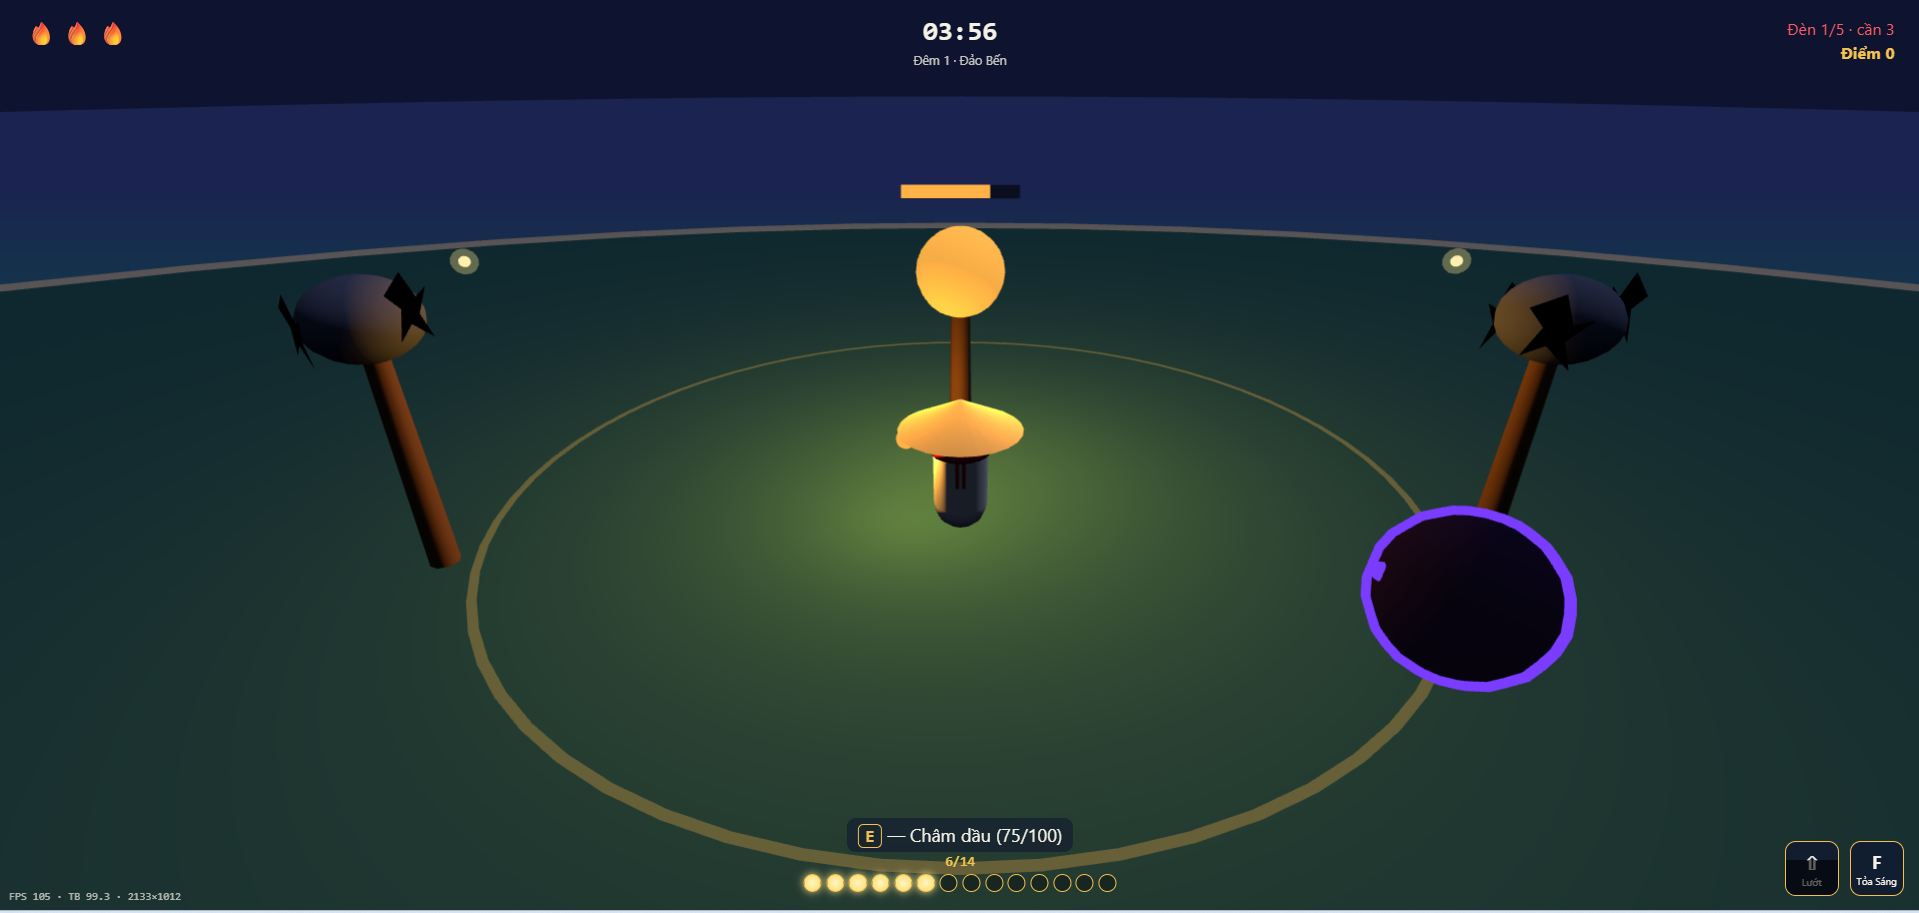 03:56
Đêm 1 · Đảo Bến
Đèn 1/5 · cần 3
Điểm 0
E — Châm dầu (75/100)
6/14
⇧
Lướt
F
Tỏa Sáng
FPS 105 · TB 99.3 · 2133×1012